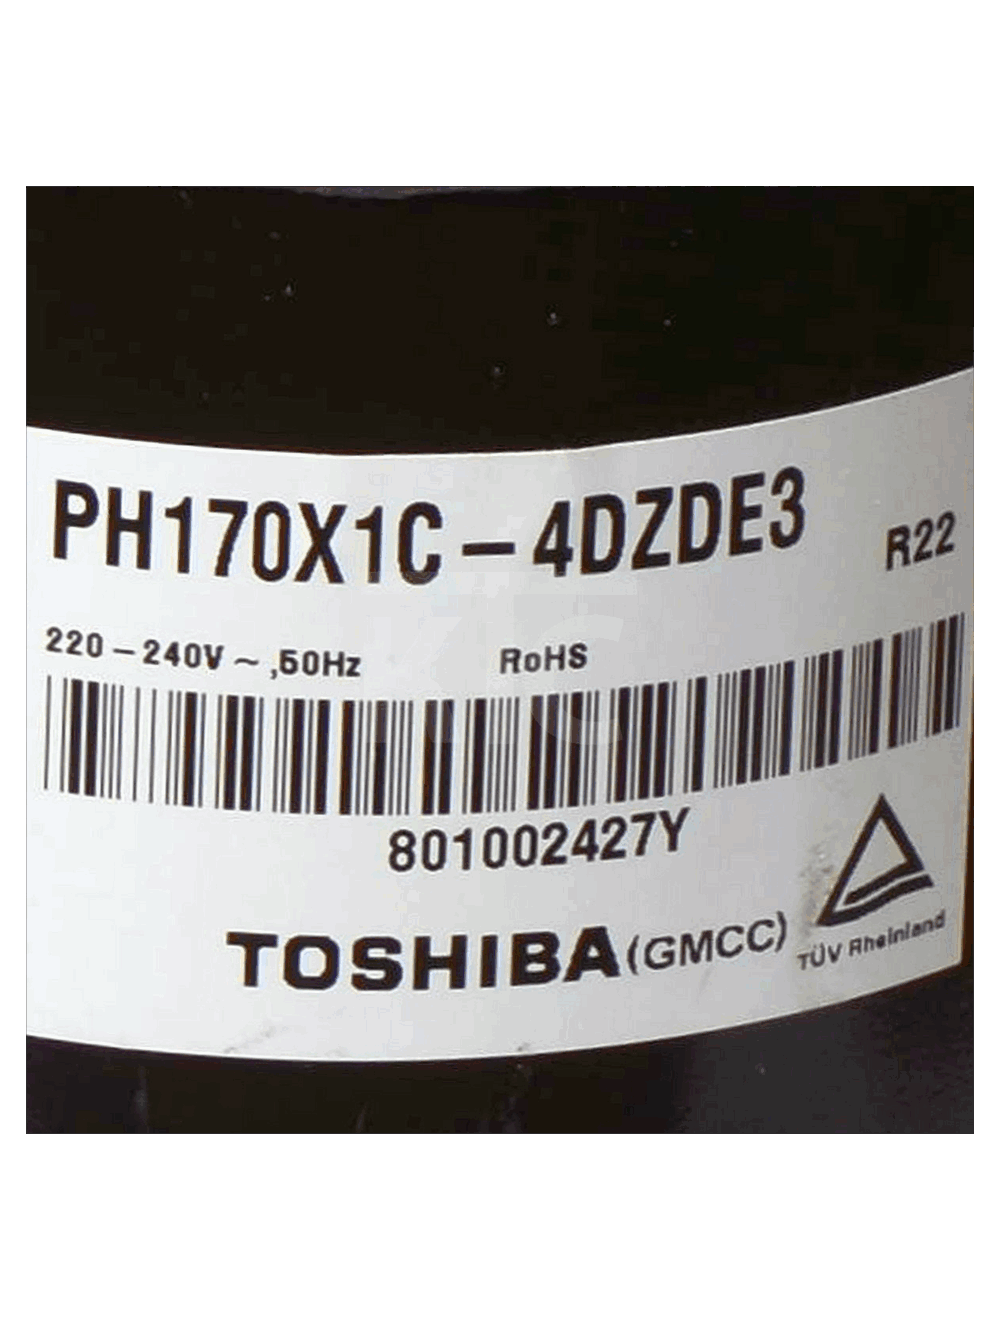 PH170X1C-4DZDE3 R22
220-240V~,50Hz RoHS
801002427Y
TOSHIBA(GMCC)
TÜV Rheinland